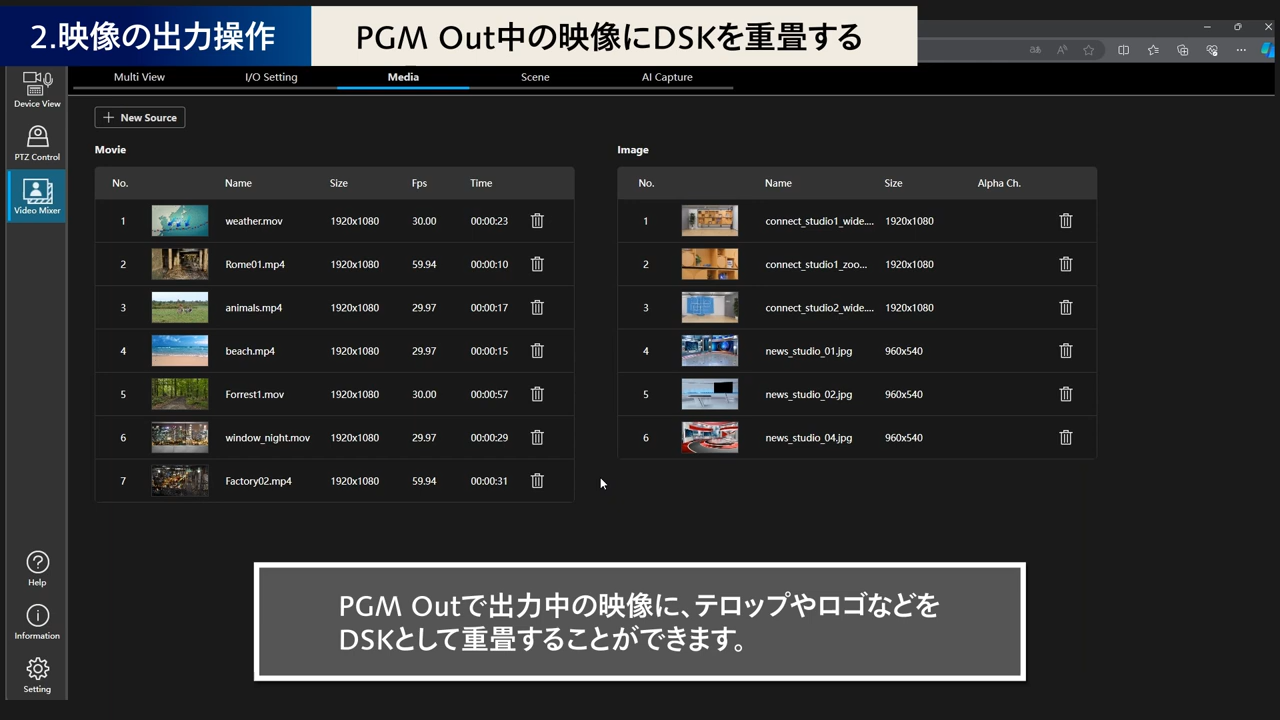 2.映像の出力操作
PGM Out中の映像にDSKを重畳する
Device View
PTZ Control
Video Mixer
Help
Information
Setting
Multi View
I/O Setting
Media
Scene
AI Capture
New Source
Movie
No. Name Size Fps Time
1 weather.mov 1920x1080 30.00 00:00:23
2 Rome01.mp4 1920x1080 59.94 00:00:10
3 animals.mp4 1920x1080 29.97 00:00:17
4 beach.mp4 1920x1080 29.97 00:00:15
5 Forrest1.mov 1920x1080 30.00 00:00:57
6 window_night.mov 1920x1080 29.97 00:00:29
7 Factory02.mp4 1920x1080 59.94 00:00:31
Image
No. Name Size Alpha Ch.
1 connect_studio1_wide.... 1920x1080
2 connect_studio1_zoo... 1920x1080
3 connect_studio2_wide.... 1920x1080
4 news_studio_01.jpg 960x540
5 news_studio_02.jpg 960x540
6 news_studio_04.jpg 960x540
PGM Outで出力中の映像に、テロップやロゴなどを
DSKとして重畳することができます。